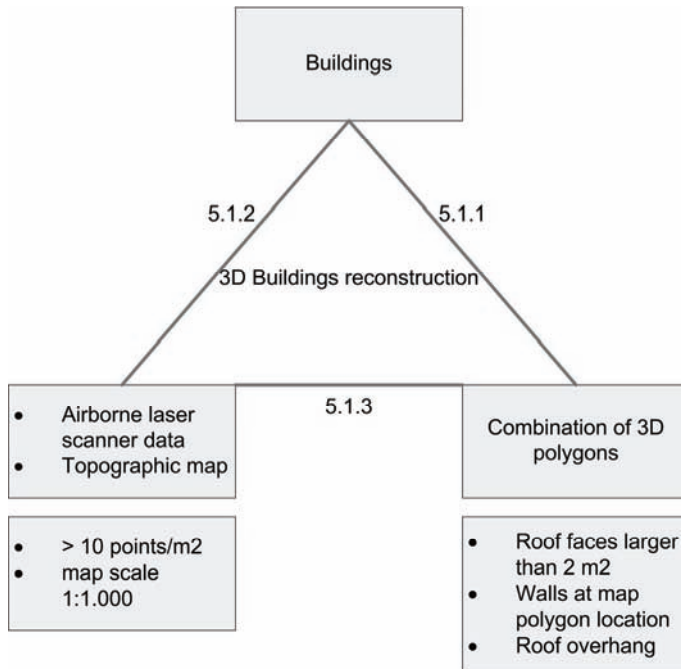 Buildings
5.1.2
5.1.1
3D Buildings reconstruction
• Airborne laser
scanner data
• Topographic map
5.1.3
Combination of 3D
polygons
• > 10 points/m2
• map scale
1:1.000
• Roof faces larger
than 2 m2
• Walls at map
polygon location
• Roof overhang